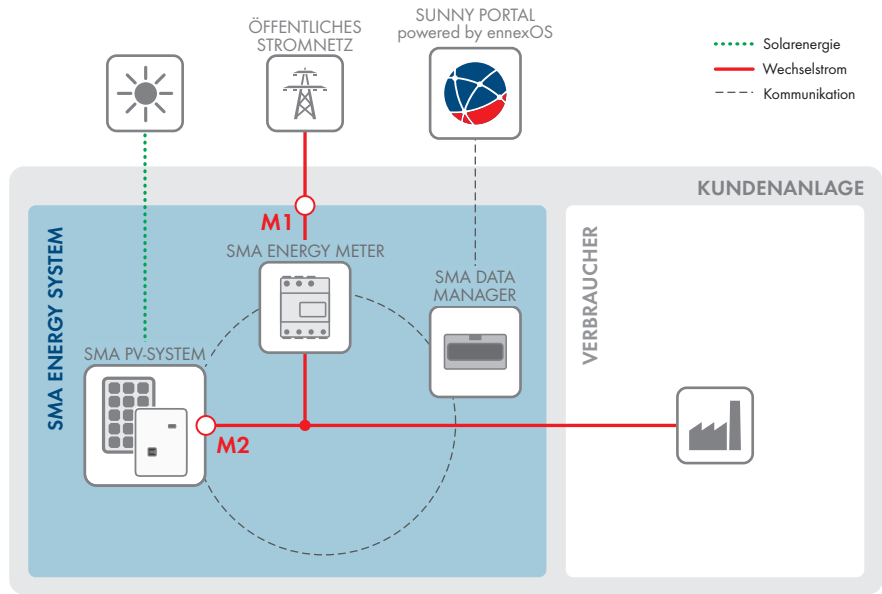 ÖFFENTLICHES
STROMNETZ
SUNNY PORTAL
powered by ennexOS
Solarenergie
Wechselstrom
Kommunikation
KUNDENANLAGE
M1
SMA ENERGY SYSTEM
SMA ENERGY METER
SMA DATA
MANAGER
VERBRAUCHER
SMA PV-SYSTEM
M2